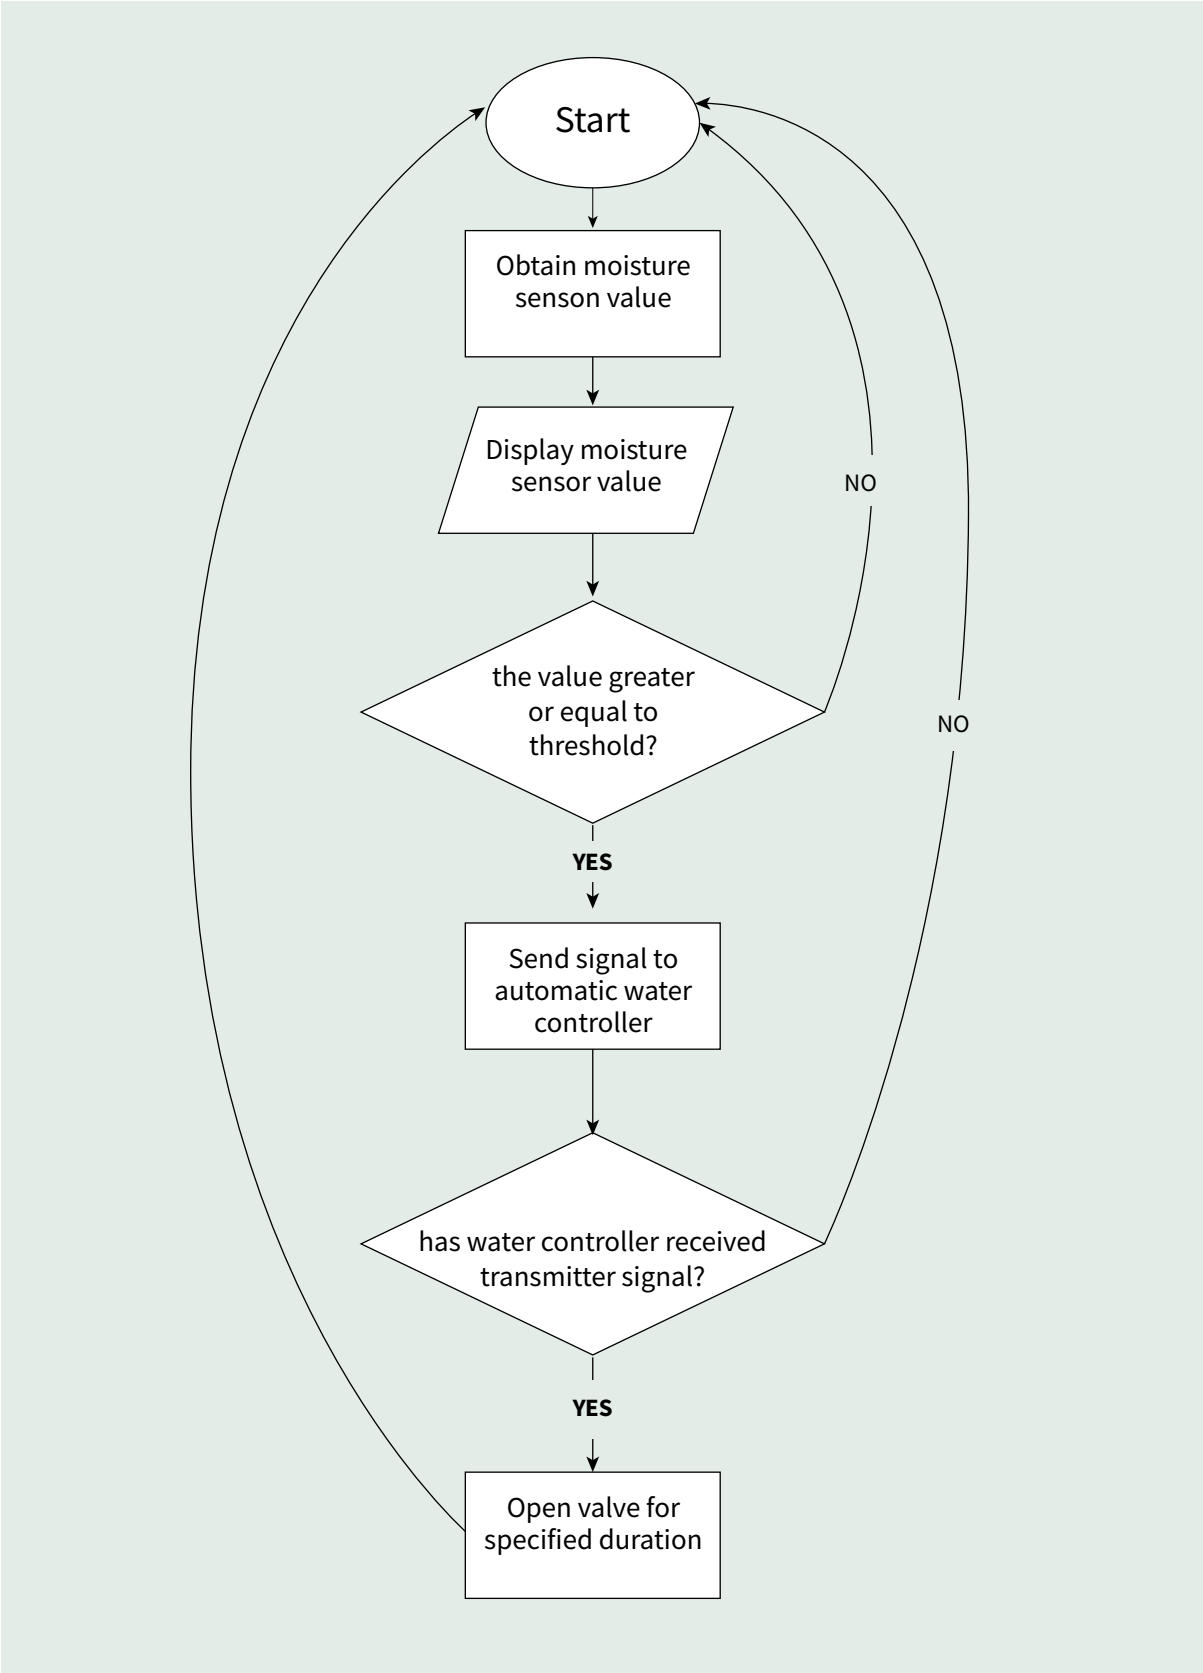 Start
Obtain moisture
senson value
Display moisture
sensor value
NO
the value greater
or equal to
threshold?
NO
YES
Send signal to
automatic water
controller
has water controller received
transmitter signal?
YES
Open valve for
specified duration